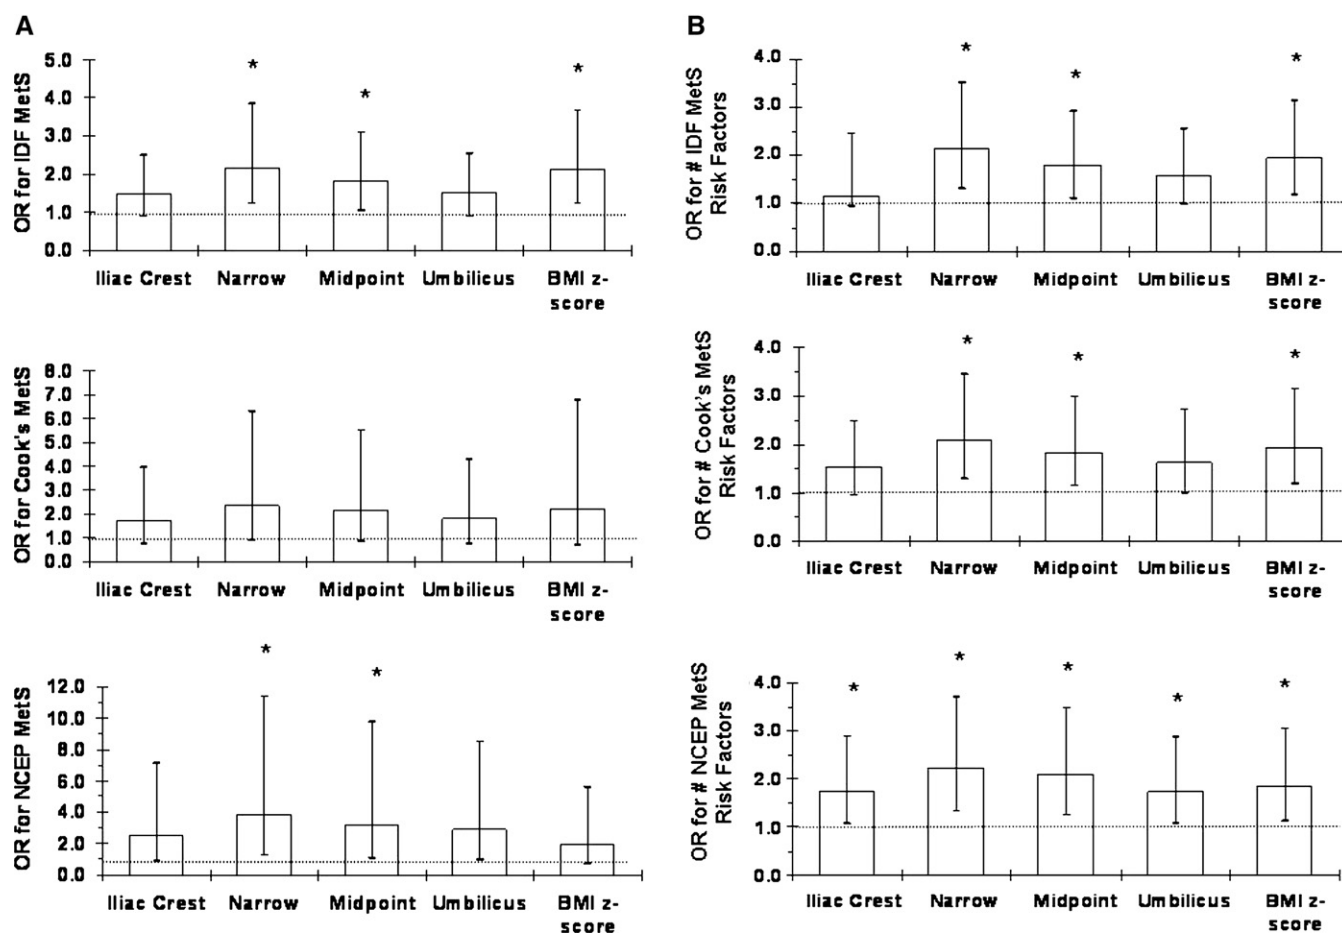 A
OR for IDF MetS
5.0
4.0
3.0
2.0
1.0
0.0
*
*
*
Iliac Crest
Narrow
Midpoint
Umbilicus
BMI z-
score
OR for Cook's MetS
8.0
7.0
6.0
5.0
4.0
3.0
2.0
1.0
0.0
Iliac Crest
Narrow
Midpoint
Umbilicus
BMI z-
score
OR for NCEP MetS
12.0
10.0
8.0
6.0
4.0
2.0
0.0
*
*
Iliac Crest
Narrow
Midpoint
Umbilicus
BMI z-
score
B
OR for # IDF MetS
Risk Factors
4.0
3.0
2.0
1.0
0.0
*
*
*
Iliac Crest
Narrow
Midpoint
Umbilicus
BMI z-
score
OR for # Cook's MetS
Risk Factors
4.0
3.0
2.0
1.0
0.0
*
*
*
Iliac Crest
Narrow
Midpoint
Umbilicus
BMI z-
score
OR for # NCEP MetS
Risk Factors
4.0
3.0
2.0
1.0
0.0
*
*
*
*
*
Iliac Crest
Narrow
Midpoint
Umbilicus
BMI z-
score